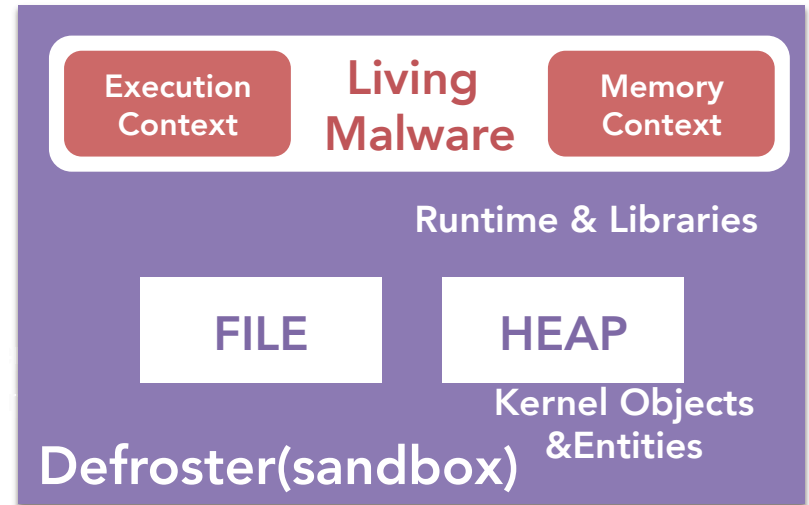 Execution
Context
Living
Malware
Memory
Context
Runtime & Libraries
FILE
HEAP
Kernel Objects
&Entities
Defroster(sandbox)